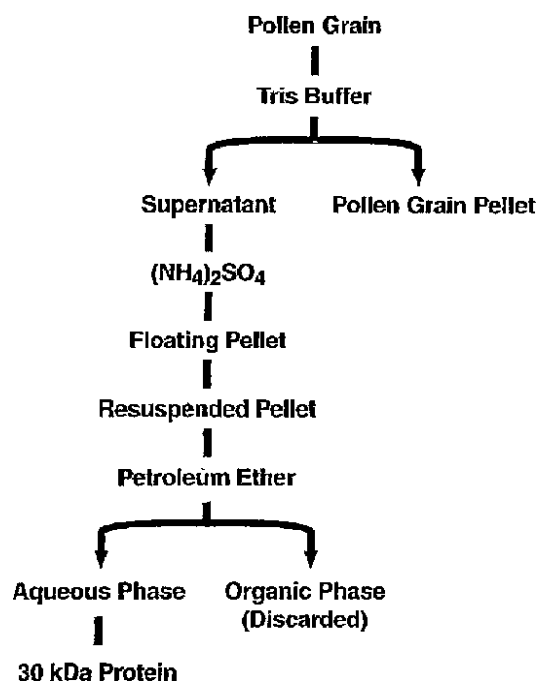 Pollen Grain
Tris Buffer
Supernatant
Pollen Grain Pellet
(NH4)2SO4
Floating Pellet
Resuspended Pellet
Petroleum Ether
Aqueous Phase
Organic Phase
(Discarded)
30 kDa Protein